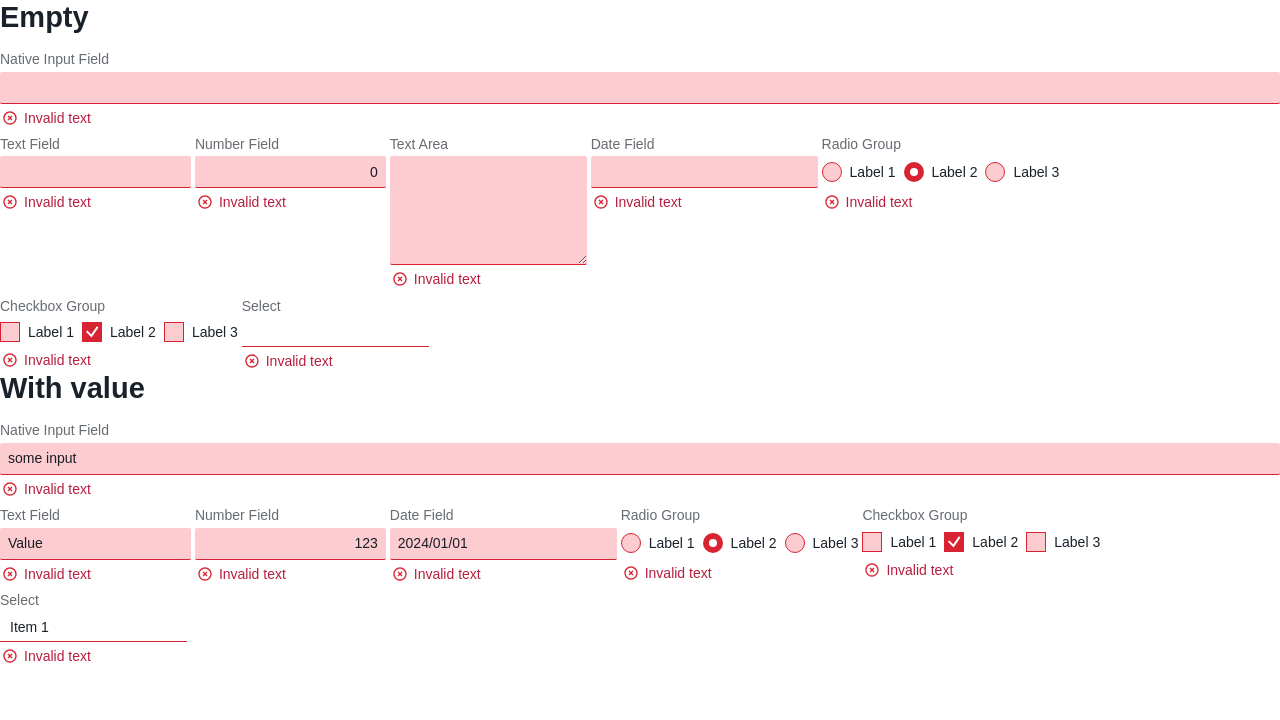 Empty
Native Input Field
Invalid text
Text Field Number Field Text Area Date Field Radio Group
0 Label 1 Label 2 Label 3
Invalid text Invalid text Invalid text Invalid text
Invalid text
Checkbox Group Select
Label 1 Label 2 Label 3
Invalid text Invalid text
With value
Native Input Field
some input
Invalid text
Text Field Number Field Date Field Radio Group Checkbox Group
Value 123 2024/01/01 Label 1 Label 2 Label 3 Label 1 Label 2 Label 3
Invalid text Invalid text Invalid text Invalid text Invalid text
Select
Item 1
Invalid text